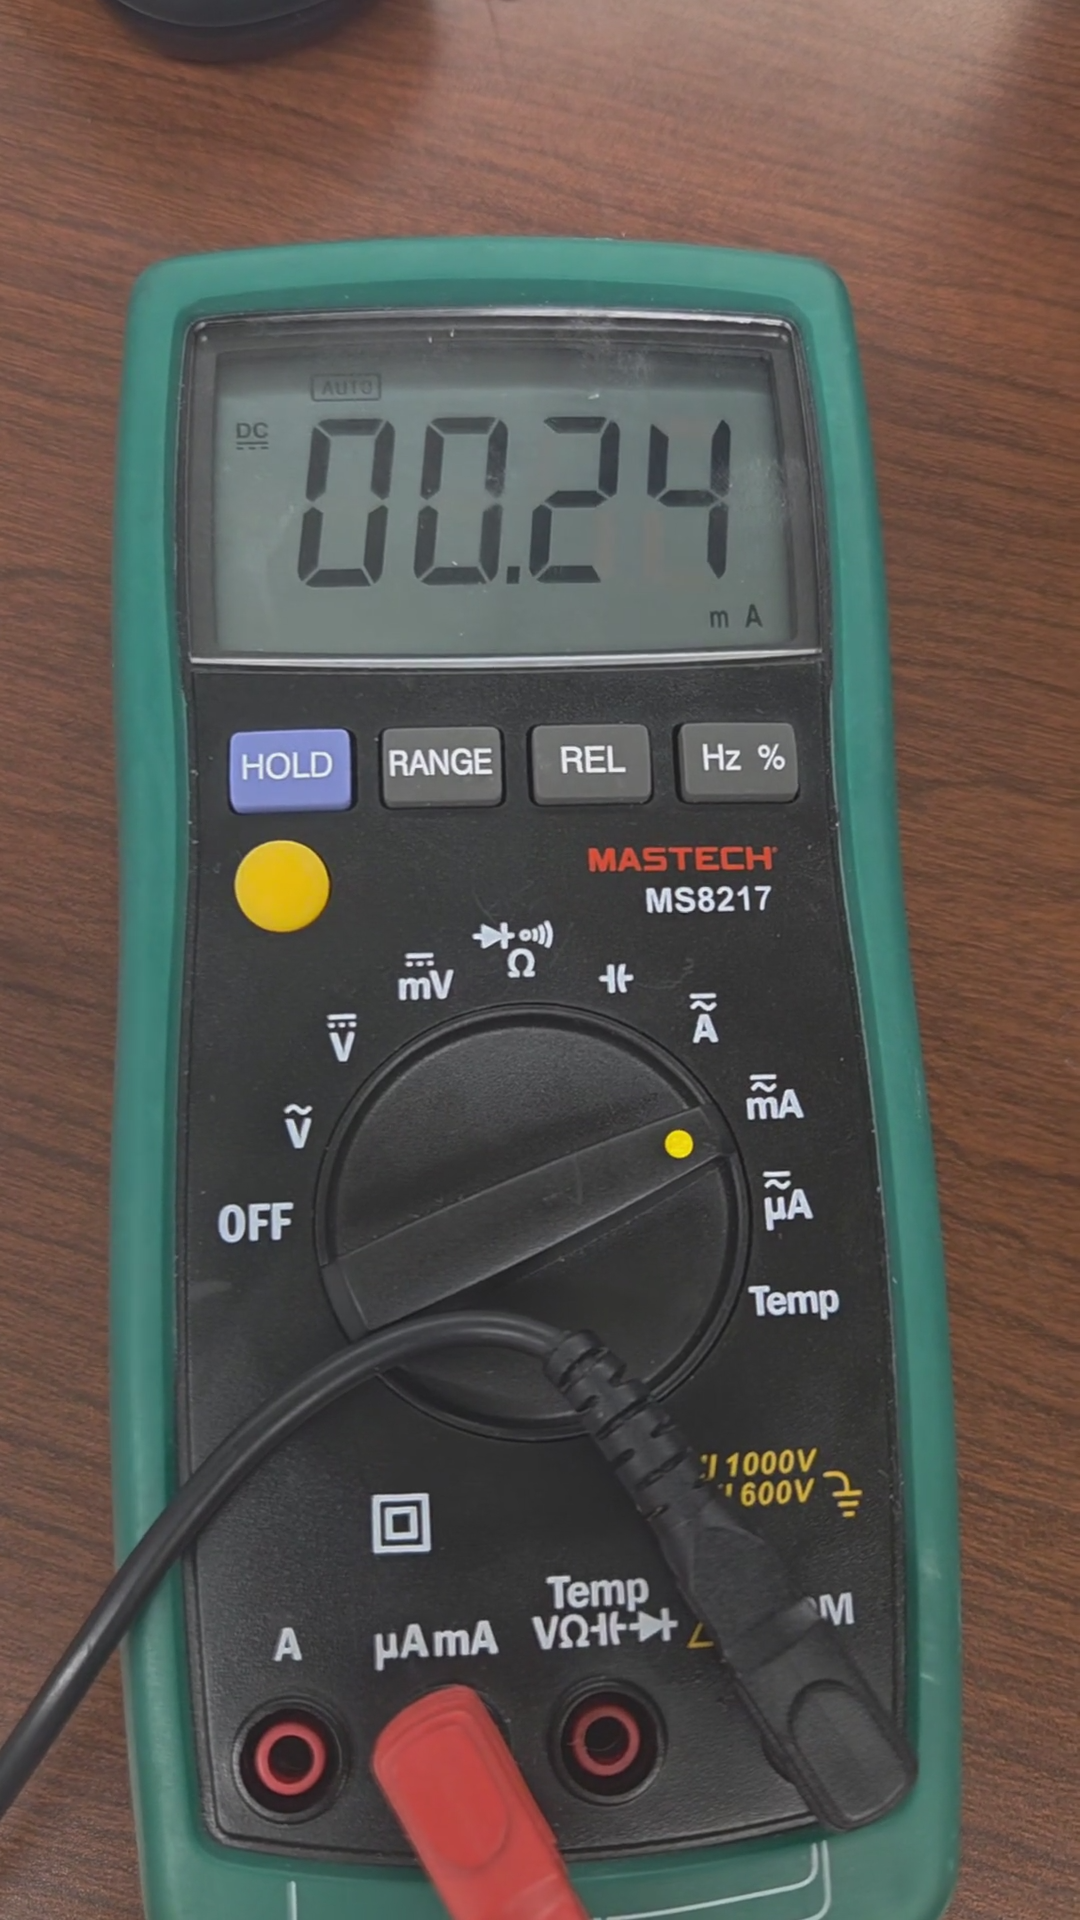 AUTO
DC
00.24
m A
HOLD RANGE REL Hz %
MASTECH
MS8217
Ω
mV
V
A
V
mA
OFF
µA
Temp
1000V
600V
Temp
A µAmA VΩ M